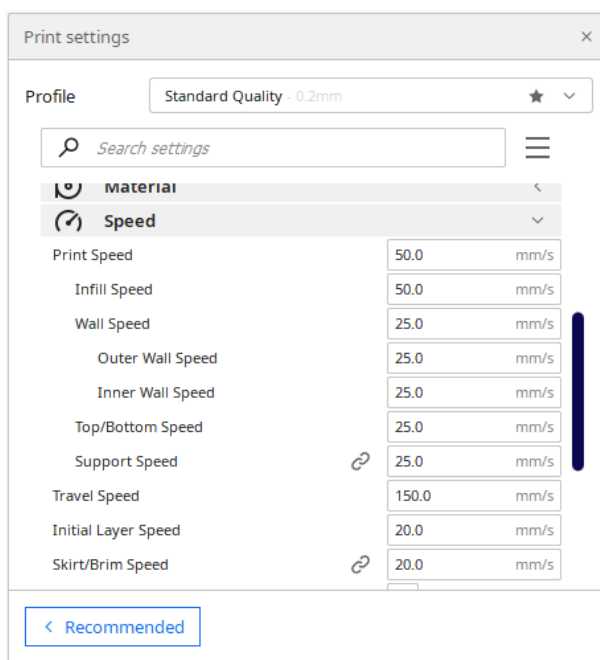 Print settings
Profile Standard Quality - 0.2mm
Search settings
Material
Speed
Print Speed 50.0 mm/s
Infill Speed 50.0 mm/s
Wall Speed 25.0 mm/s
Outer Wall Speed 25.0 mm/s
Inner Wall Speed 25.0 mm/s
Top/Bottom Speed 25.0 mm/s
Support Speed 25.0 mm/s
Travel Speed 150.0 mm/s
Initial Layer Speed 20.0 mm/s
Skirt/Brim Speed 20.0 mm/s
Recommended